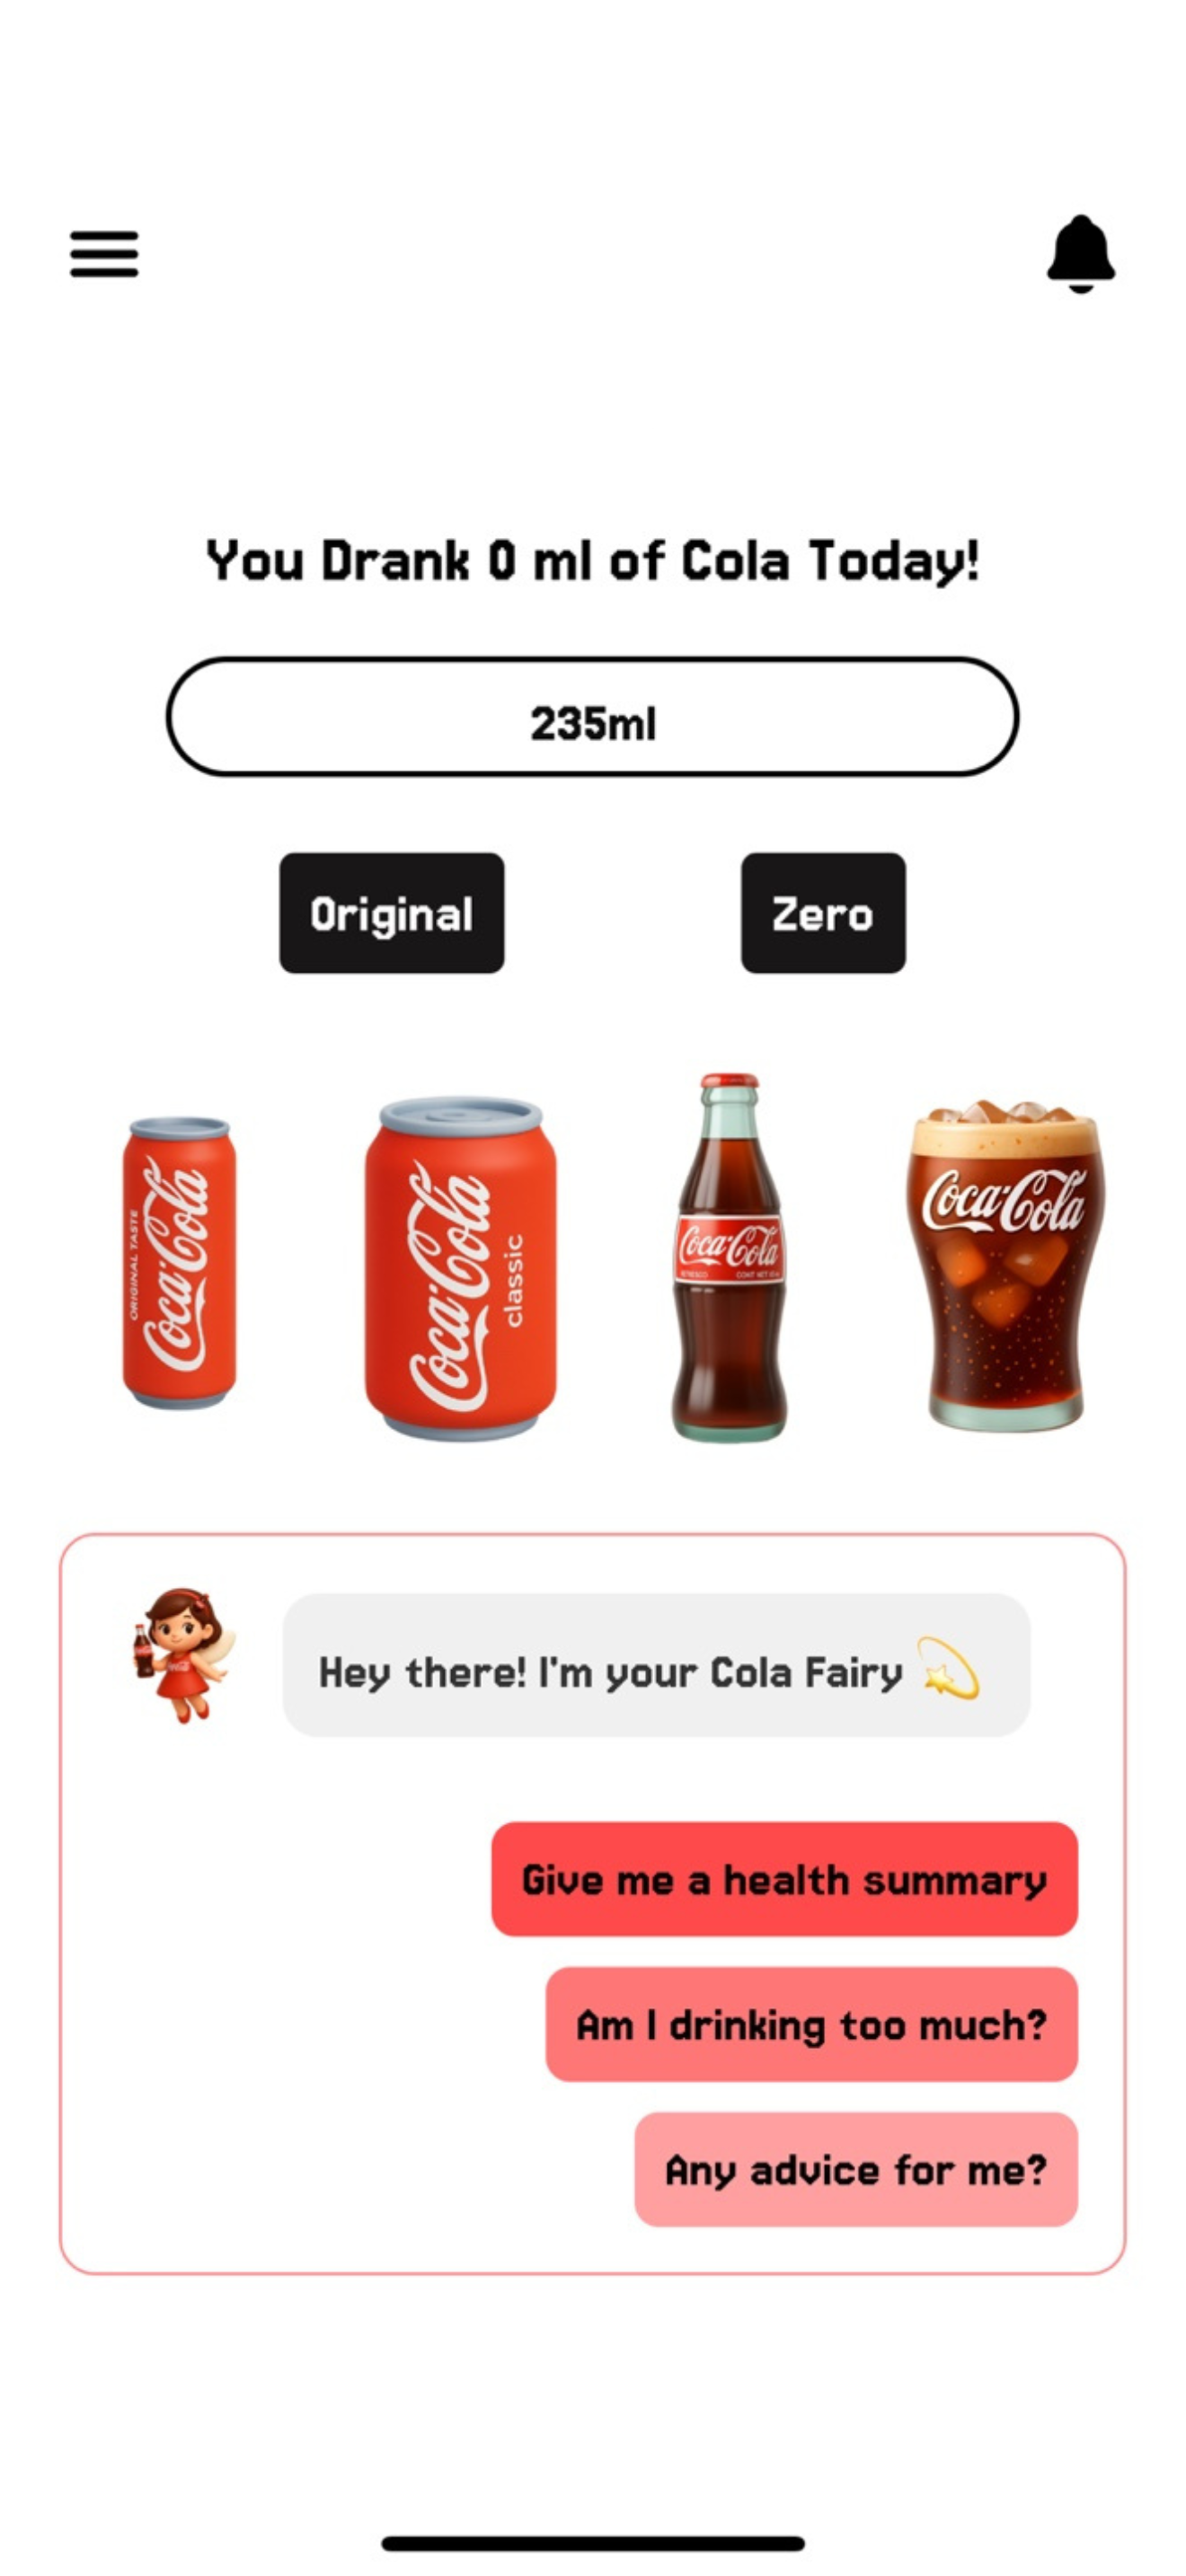 You Drank 0 ml of Cola Today!
235ml
Original
Zero
ORIGINAL TASTE
Coca-Cola
Coca-Cola
classic
Coca-Cola
Coca-Cola
Hey there! I'm your Cola Fairy
Give me a health summary
Am I drinking too much?
Any advice for me?